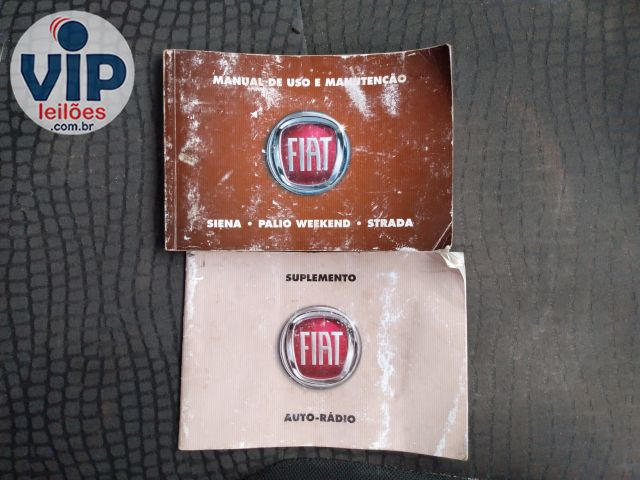 VIP
leilões
.com.br
MANUAL DE USO E MANUTENÇÃO
FIAT
SIENA • PALIO WEEKEND • STRADA
SUPLEMENTO
FIAT
AUTO-RÁDIO